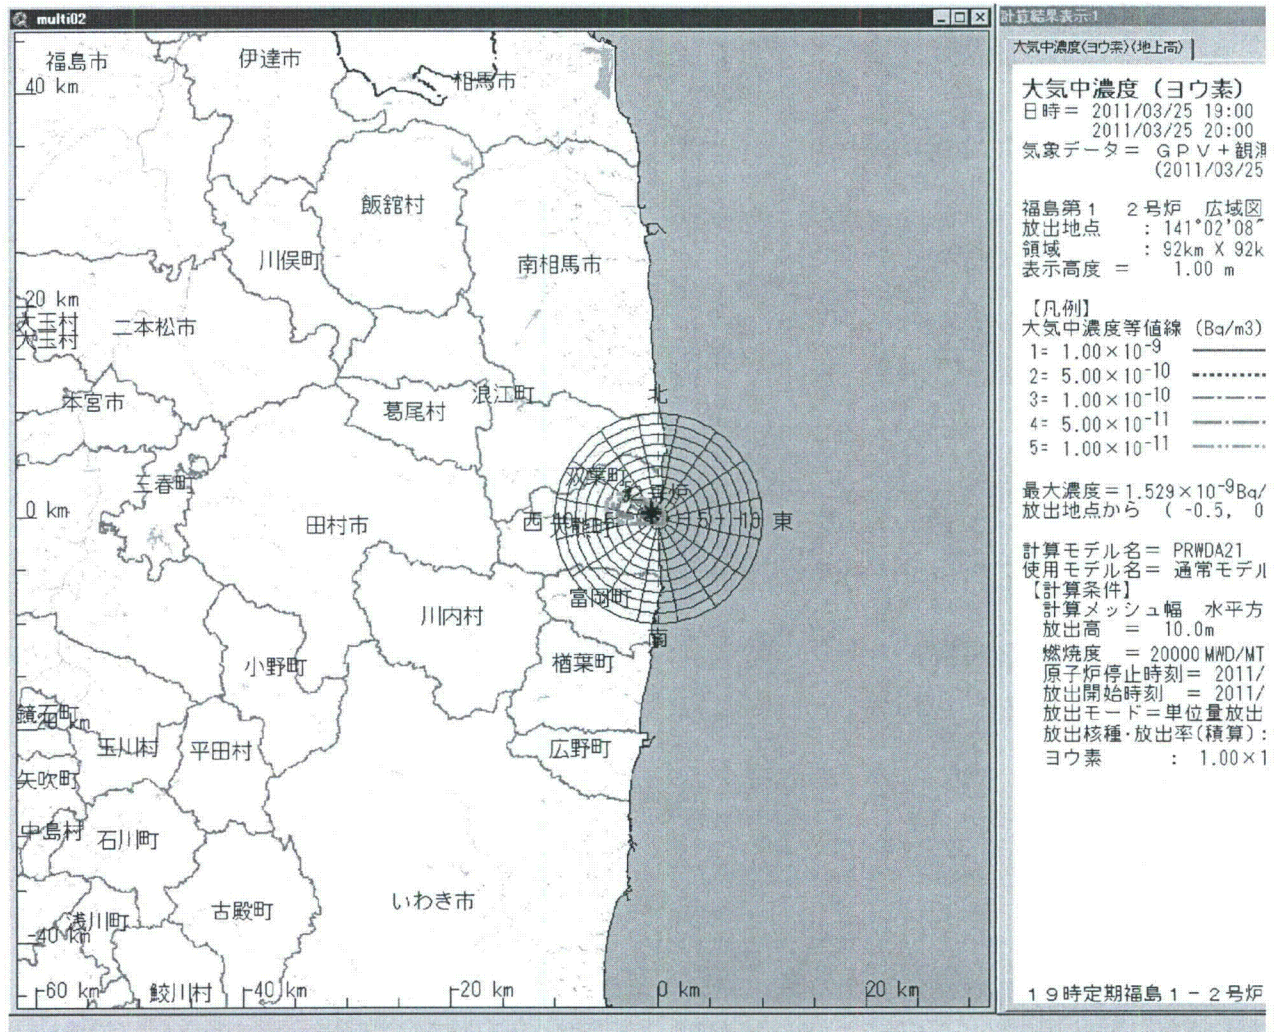 multi02
福島市
伊達市
相馬市
40 km
飯舘村
川俣町
南相馬市
20 km
大玉村
大玉村
二本松市
本宮市
浪江町
葛尾村
北
三春町
双葉町
0 km
田村市
西
東
富岡町
川内村
南
小野町
楢葉町
鏡石町
玉川村
平田村
広野町
矢吹町
中島村
石川町
いわき市
古殿町
浅川町
-40 km
-60 km
鮫川村
-40 km
-20 km
0 km
20 km
計算結果表示:1
大気中濃度(ヨウ素)(地上高)
大気中濃度（ヨウ素）
日時＝ 2011/03/25 19:00
2011/03/25 20:00
気象データ＝ ＧＰＶ＋観測
(2011/03/25
福島第１ ２号炉 広域図
放出地点 : 141°02'08"
領域 : 92km X 92k
表示高度 ＝ 1.00 m
【凡例】
大気中濃度等値線 (Bq/m3)
1= 1.00×10-9
2= 5.00×10-10
3= 1.00×10-10
4= 5.00×10-11
5= 1.00×10-11
最大濃度＝1.529×10-9Bq/
放出地点から ( -0.5, 0
計算モデル名＝ PRWDA21
使用モデル名＝ 通常モデル
【計算条件】
計算メッシュ幅 水平方
放出高 ＝ 10.0m
燃焼度 ＝ 20000MWD/MT
原子炉停止時刻＝ 2011/
放出開始時刻 ＝ 2011/
放出モード＝単位量放出
放出核種・放出率(積算):
ヨウ素 : 1.00×1
１９時定期福島１－２号炉